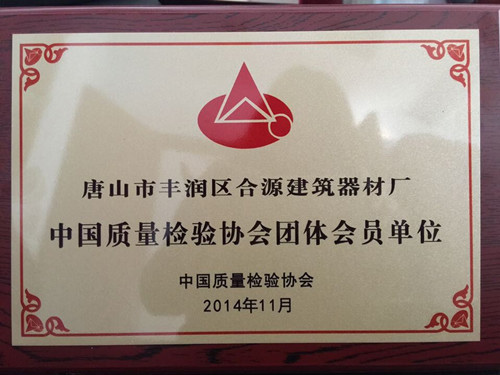 唐山市丰润区合源建筑器材厂
中国质量检验协会团体会员单位
中国质量检验协会
2014年11月